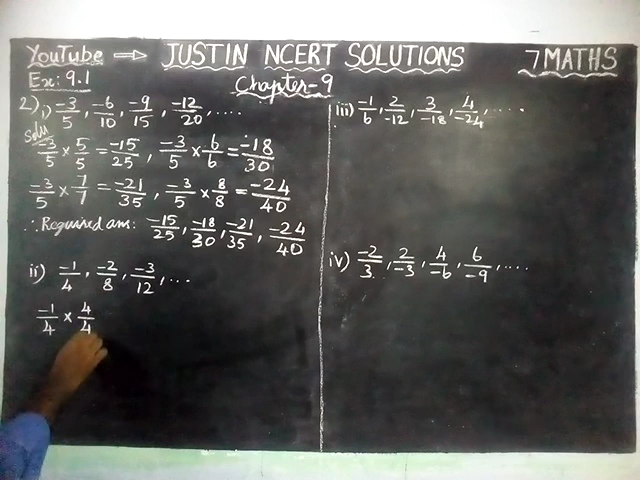 YouTube → JUSTIN NCERT SOLUTIONS 7 MATHS
Ex: 9.1 Chapter-9
2) i) -3/5, -6/10, -9/15, -12/20, ....
Solu
-3/5 × 5/5 = -15/25, -3/5 × 6/6 = -18/30
-3/5 × 7/7 = -21/35, -3/5 × 8/8 = -24/40
∴ Required ans: -15/25, -18/30, -21/35, -24/40
ii) -1/4, -2/8, -3/12, ...
-1/4 × 4/4
iii) -1/6, 2/-12, 3/-18, 4/-24, ....
iv) -2/3, 2/-3, 4/-6, 6/-9, ....